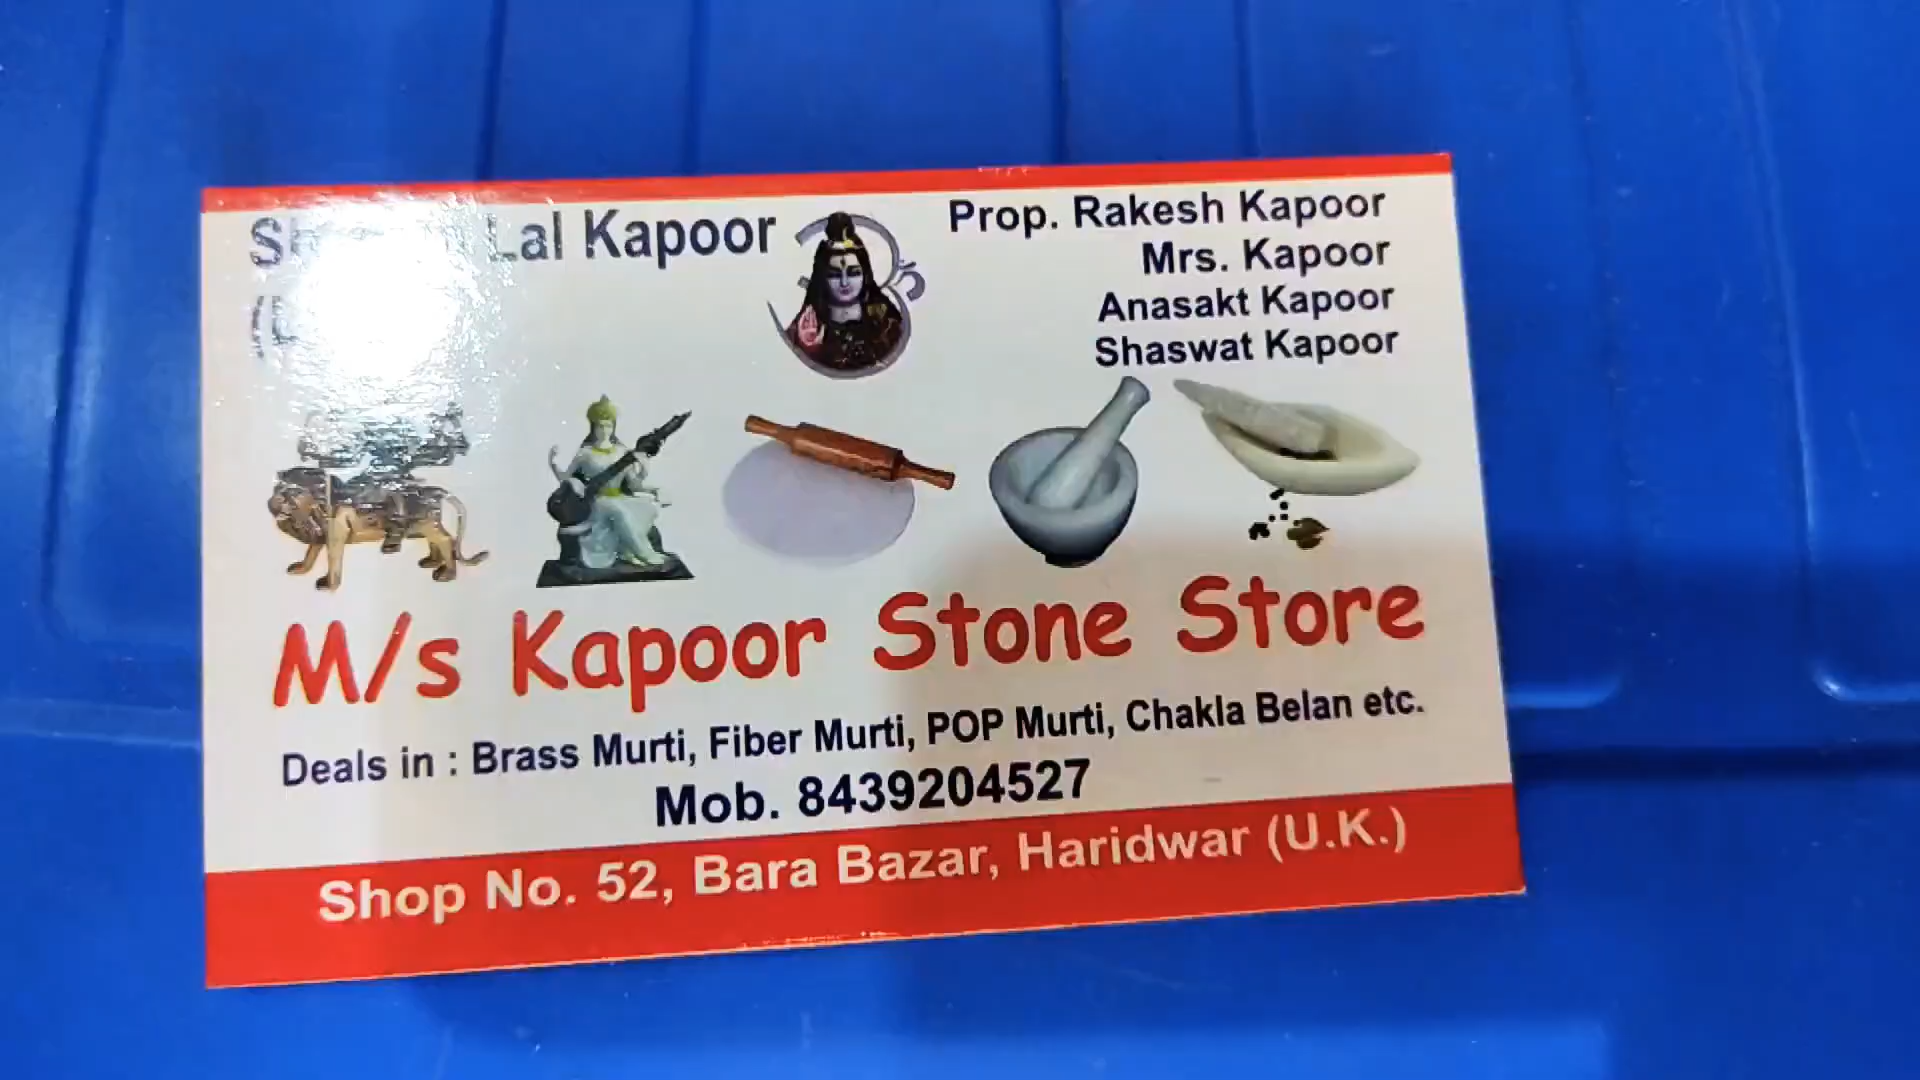 Lal Kapoor
Prop. Rakesh Kapoor
Mrs. Kapoor
Anasakt Kapoor
Shaswat Kapoor
M/s Kapoor Stone Store
Deals in : Brass Murti, Fiber Murti, POP Murti, Chakla Belan etc.
Mob. 8439204527
Shop No. 52, Bara Bazar, Haridwar (U.K.)